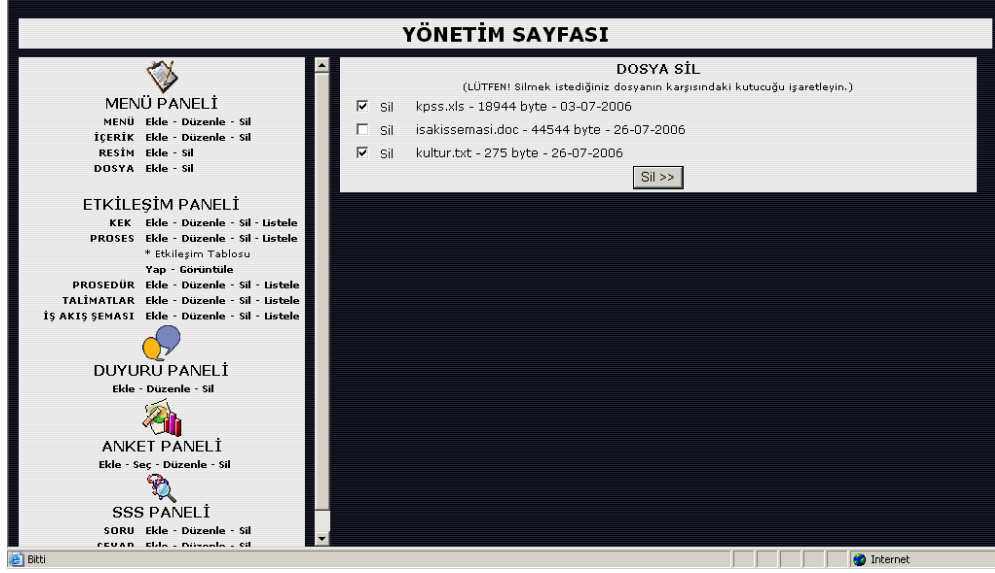 YÖNETİM SAYFASI
MENÜ PANELİ
MENÜ Ekle - Düzenle - Sil
İÇERİK Ekle - Düzenle - Sil
RESİM Ekle - Sil
DOSYA Ekle - Sil
ETKİLEŞİM PANELİ
KEK Ekle - Düzenle - Sil - Listele
PROSES Ekle - Düzenle - Sil - Listele
* Etkileşim Tablosu
Yap - Görüntüle
PROSEDÜR Ekle - Düzenle - Sil - Listele
TALİMATLAR Ekle - Düzenle - Sil - Listele
İŞ AKIŞ ŞEMASI Ekle - Düzenle - Sil - Listele
DUYURU PANELİ
Ekle - Düzenle - Sil
ANKET PANELİ
Ekle - Seç - Düzenle - Sil
SSS PANELİ
SORU Ekle - Düzenle - Sil
CEVAP Ekle - Düzenle - Sil
DOSYA SİL
(LÜTFEN! Silmek istediğiniz dosyanın karşısındaki kutucuğu işaretleyin.)
Sil kpss.xls - 18944 byte - 03-07-2006
Sil isakissemasi.doc - 44544 byte - 26-07-2006
Sil kultur.txt - 275 byte - 26-07-2006
Sil >>
Bitti
Internet